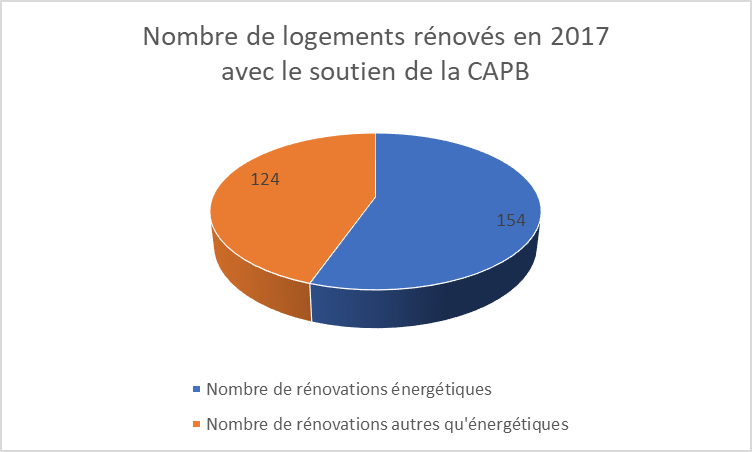 Nombre de logements rénovés en 2017
avec le soutien de la CAPB
124
154
Nombre de rénovations énergétiques
Nombre de rénovations autres qu'énergétiques